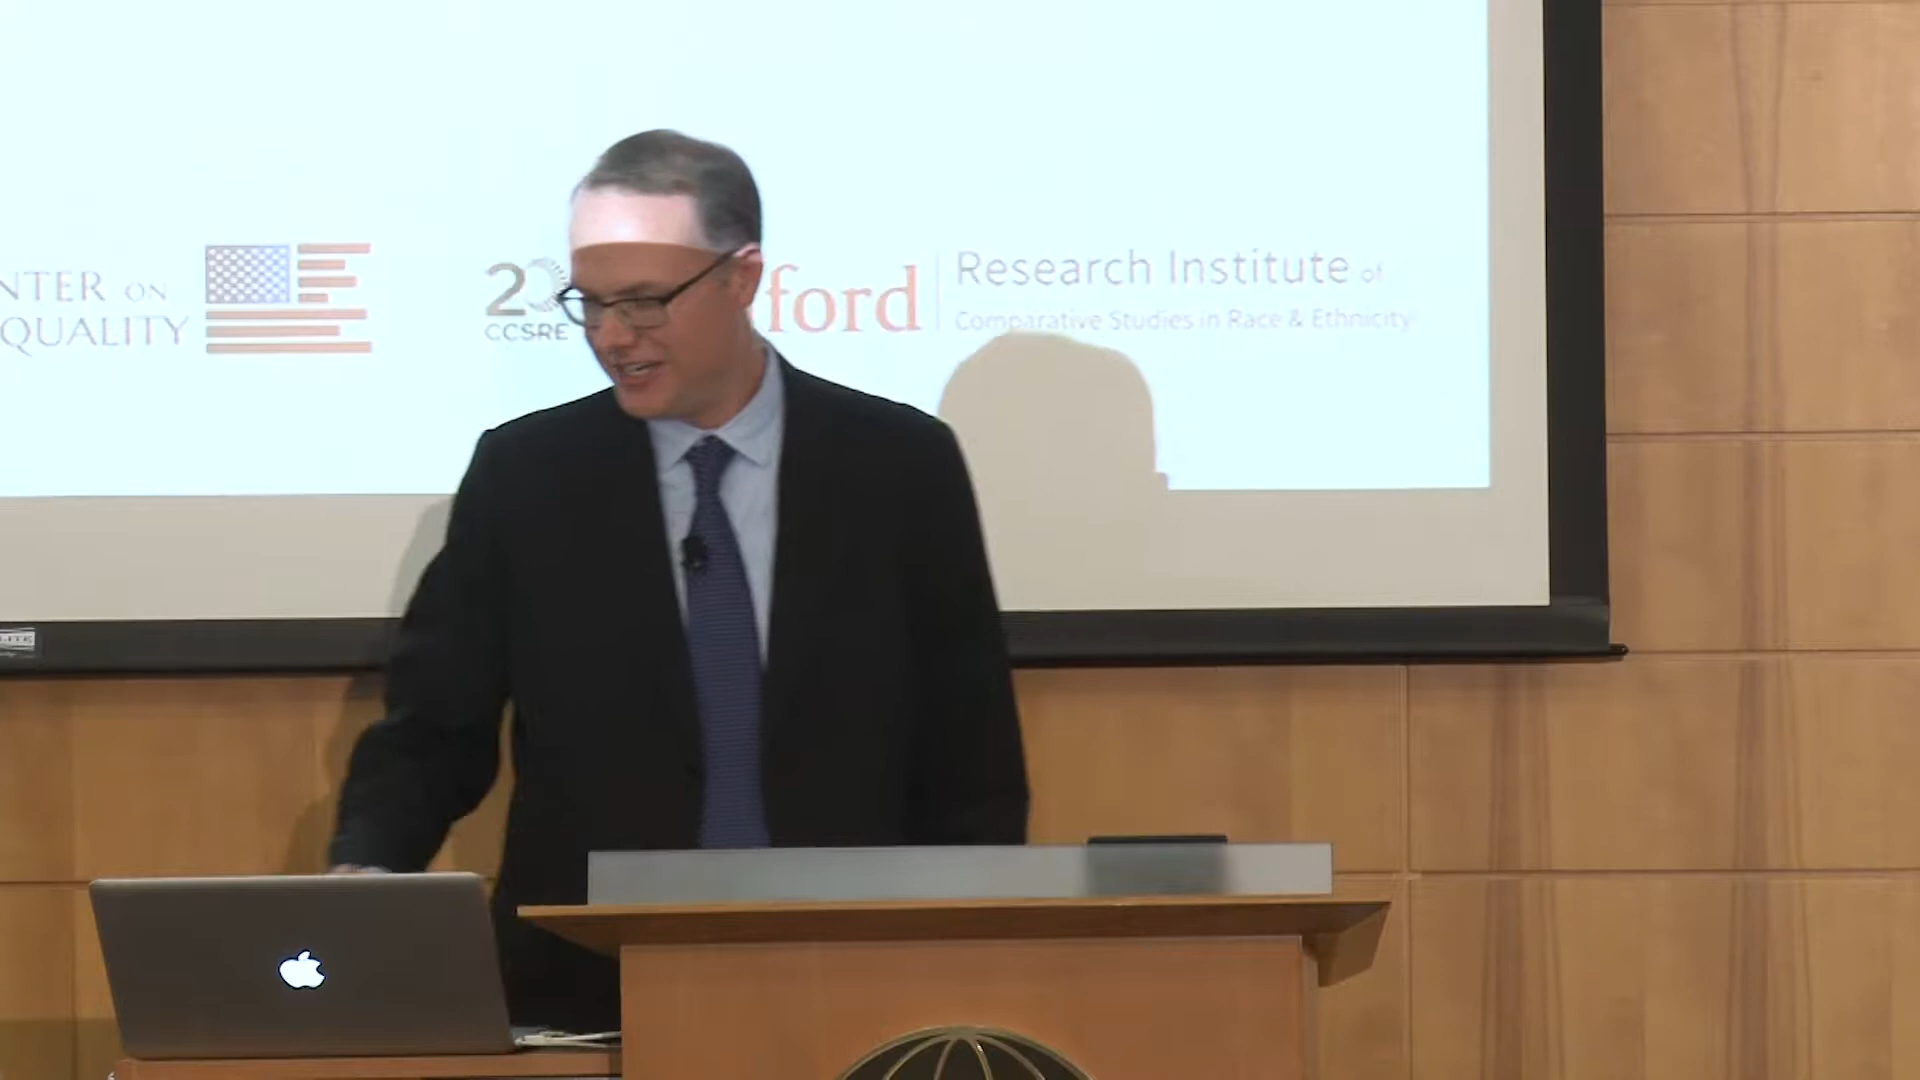 NTER ON
QUALITY
20
CCSRE
ford
Research Institute of
Comparative Studies in Race & Ethnicity